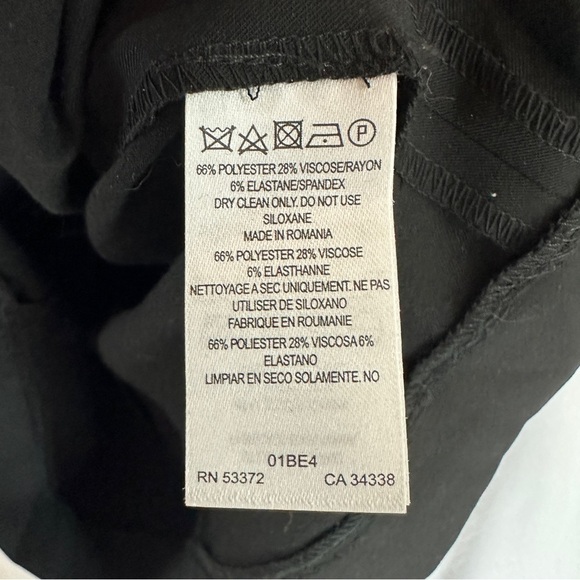 P
66% POLYESTER 28% VISCOSE/RAYON
6% ELASTANE/SPANDEX
DRY CLEAN ONLY. DO NOT USE
SILOXANE
MADE IN ROMANIA
66% POLYESTER 28% VISCOSE
6% ELASTHANNE
NETTOYAGE A SEC UNIQUEMENT. NE PAS
UTILISER DE SILOXANO
FABRIQUE EN ROUMANIE
66% POLIESTER 28% VISCOSA 6%
ELASTANO
LIMPIAR EN SECO SOLAMENTE. NO
01BE4
RN 53372 CA 34338